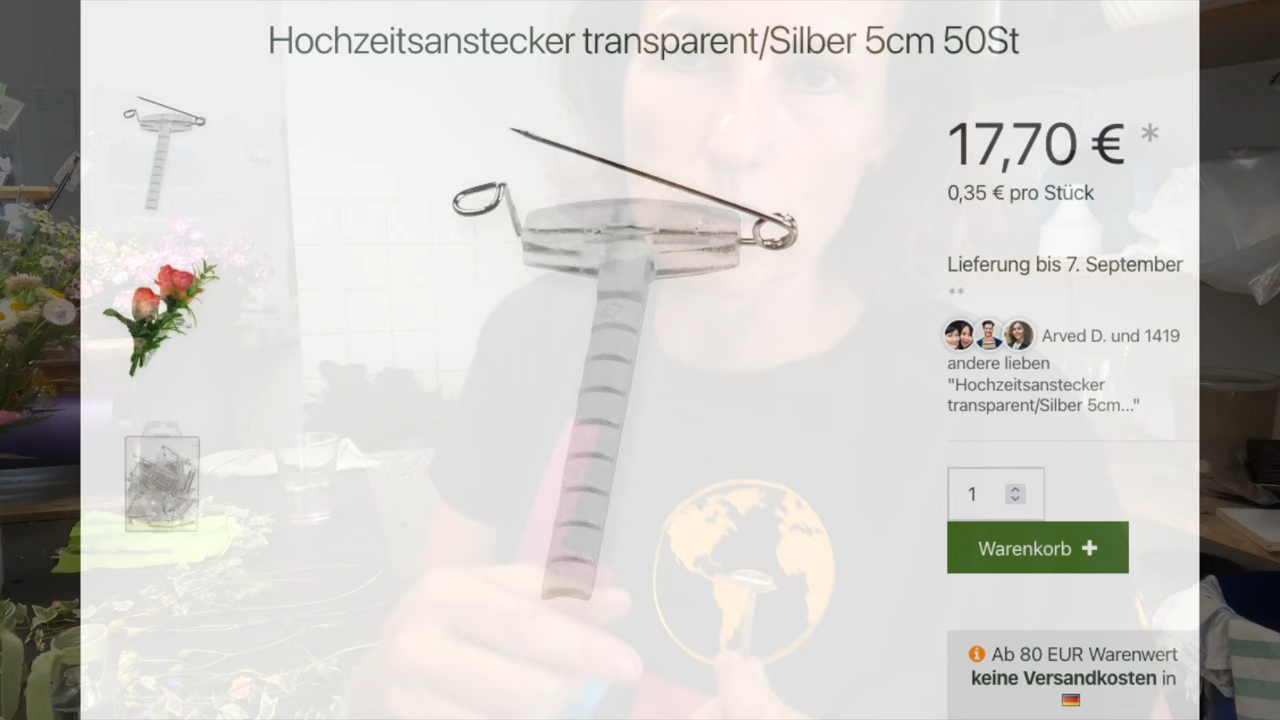 Hochzeitsanstecker transparent/Silber 5cm 50St
17,70 € *
0,35 € pro Stück
Lieferung bis 7. September
**
Arved D. und 1419
andere lieben
"Hochzeitsanstecker
transparent/Silber 5cm..."
1
Warenkorb +
Ab 80 EUR Warenwert
keine Versandkosten in